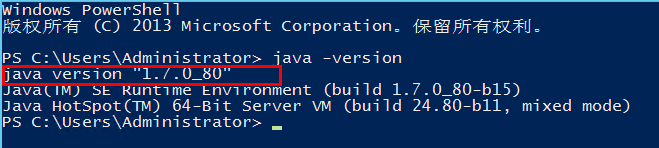 Windows PowerShell
版权所有 (C) 2013 Microsoft Corporation。保留所有权利。
PS C:\Users\Administrator> java -version
java version "1.7.0_80"
Java(TM) SE Runtime Environment (build 1.7.0_80-b15)
Java HotSpot(TM) 64-Bit Server VM (build 24.80-b11, mixed mode)
PS C:\Users\Administrator> _